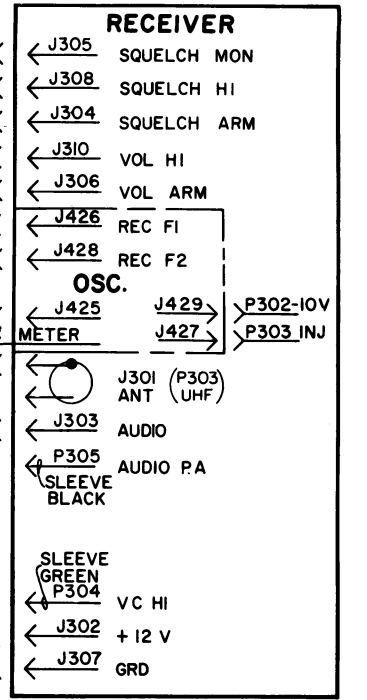 RECEIVER
J305 SQUELCH MON
J308 SQUELCH HI
J304 SQUELCH ARM
J310 VOL HI
J306 VOL ARM
J426 REC F1
J428 REC F2
OSC.
J425 J429 P302-10V
METER J427 P303 INJ
J301 (P303)
ANT (UHF)
J303 AUDIO
P305 AUDIO P.A
SLEEVE
BLACK
SLEEVE
GREEN
P304 VC HI
J302 +12 V
J307 GRD